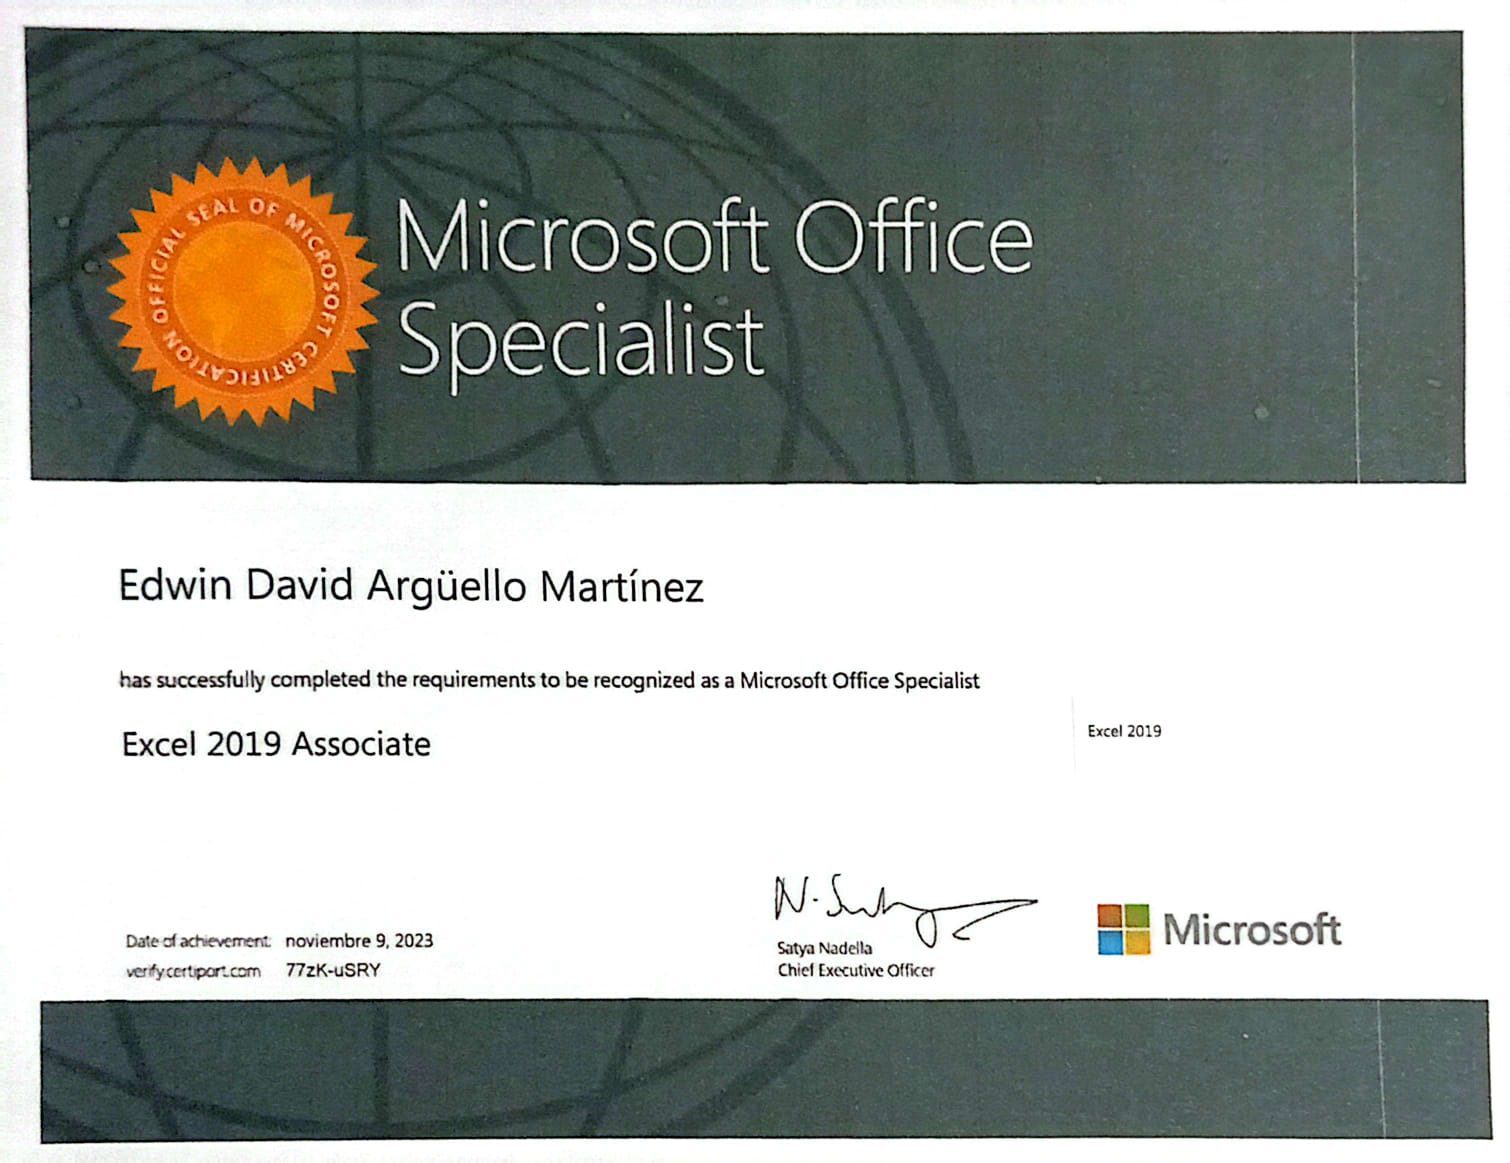 OFFICIAL SEAL OF MICROSOFT CERTIFICATION
Microsoft Office
Specialist
Edwin David Argüello Martínez
has successfully completed the requirements to be recognized as a Microsoft Office Specialist
Excel 2019 Associate
Excel 2019
N. Sa
Date of achievement: noviembre 9, 2023
verify.certiport.com 77zK-uSRY
Satya Nadella
Chief Executive Officer
Microsoft